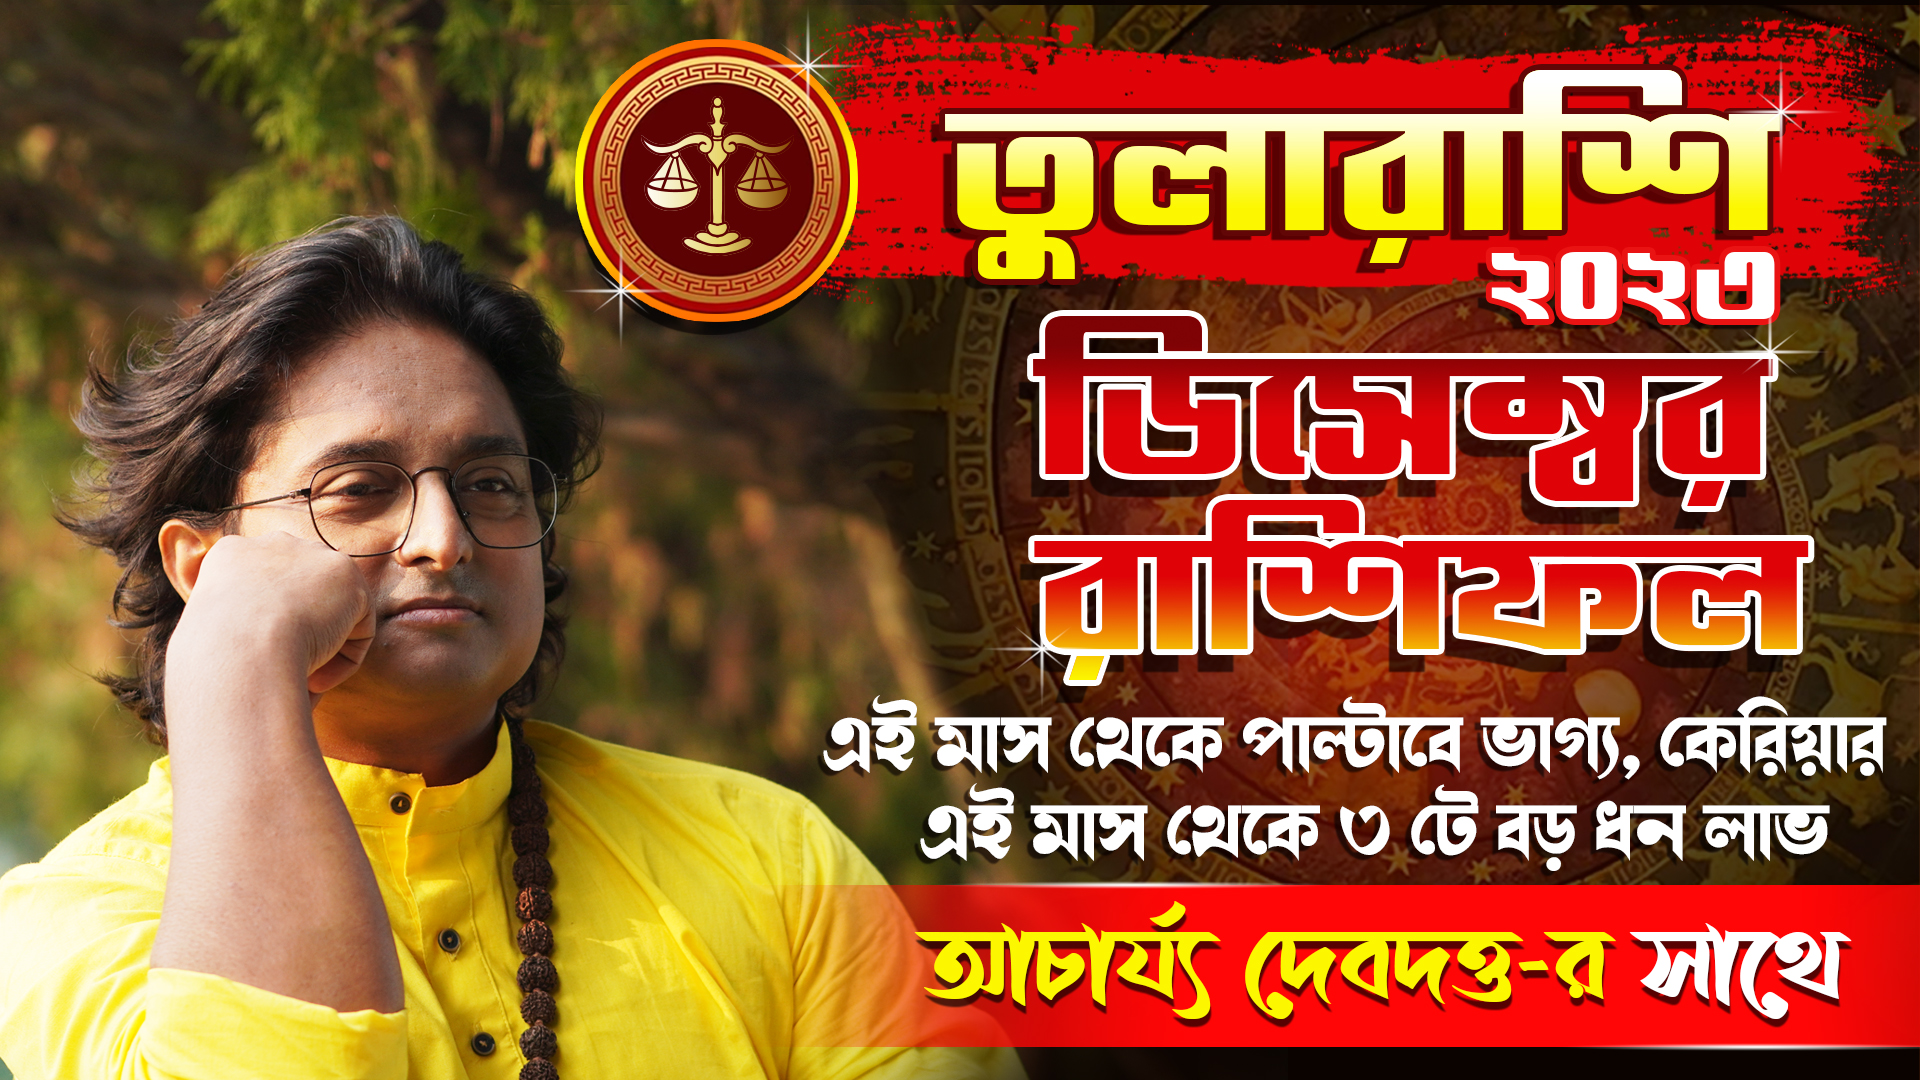 তুলারাশি
২০২৩
ডিসেম্বর
রাশিফল
এই মাস থেকে পাল্টাবে ভাগ্য, কেরিয়ার
এই মাস থেকে ৩ টে বড় ধন লাভ
আচার্য্য দেবদত্ত-র সাথে